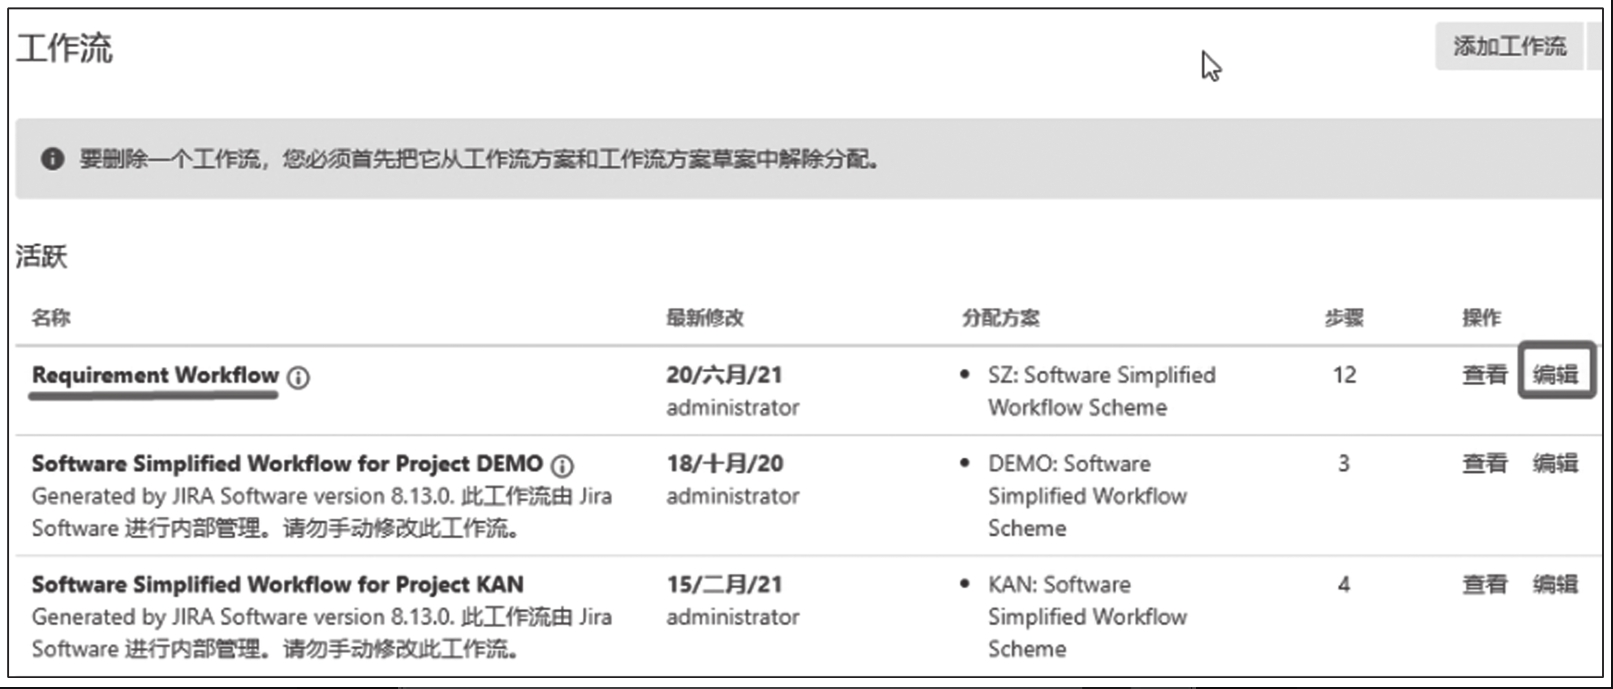 工作流
添加工作流
要删除一个工作流，您必须首先把它从工作流方案和工作流方案草案中解除分配。
活跃
名称 最新修改 分配方案 步骤 操作
Requirement Workflow 20/六月/21 • SZ: Software Simplified 12 查看 编辑
administrator Workflow Scheme
Software Simplified Workflow for Project DEMO 18/十月/20 • DEMO: Software 3 查看 编辑
Generated by JIRA Software version 8.13.0. 此工作流由 Jira administrator Simplified Workflow
Software 进行内部管理。请勿手动修改此工作流。 Scheme
Software Simplified Workflow for Project KAN 15/二月/21 • KAN: Software 4 查看 编辑
Generated by JIRA Software version 8.13.0. 此工作流由 Jira administrator Simplified Workflow
Software 进行内部管理。请勿手动修改此工作流。 Scheme